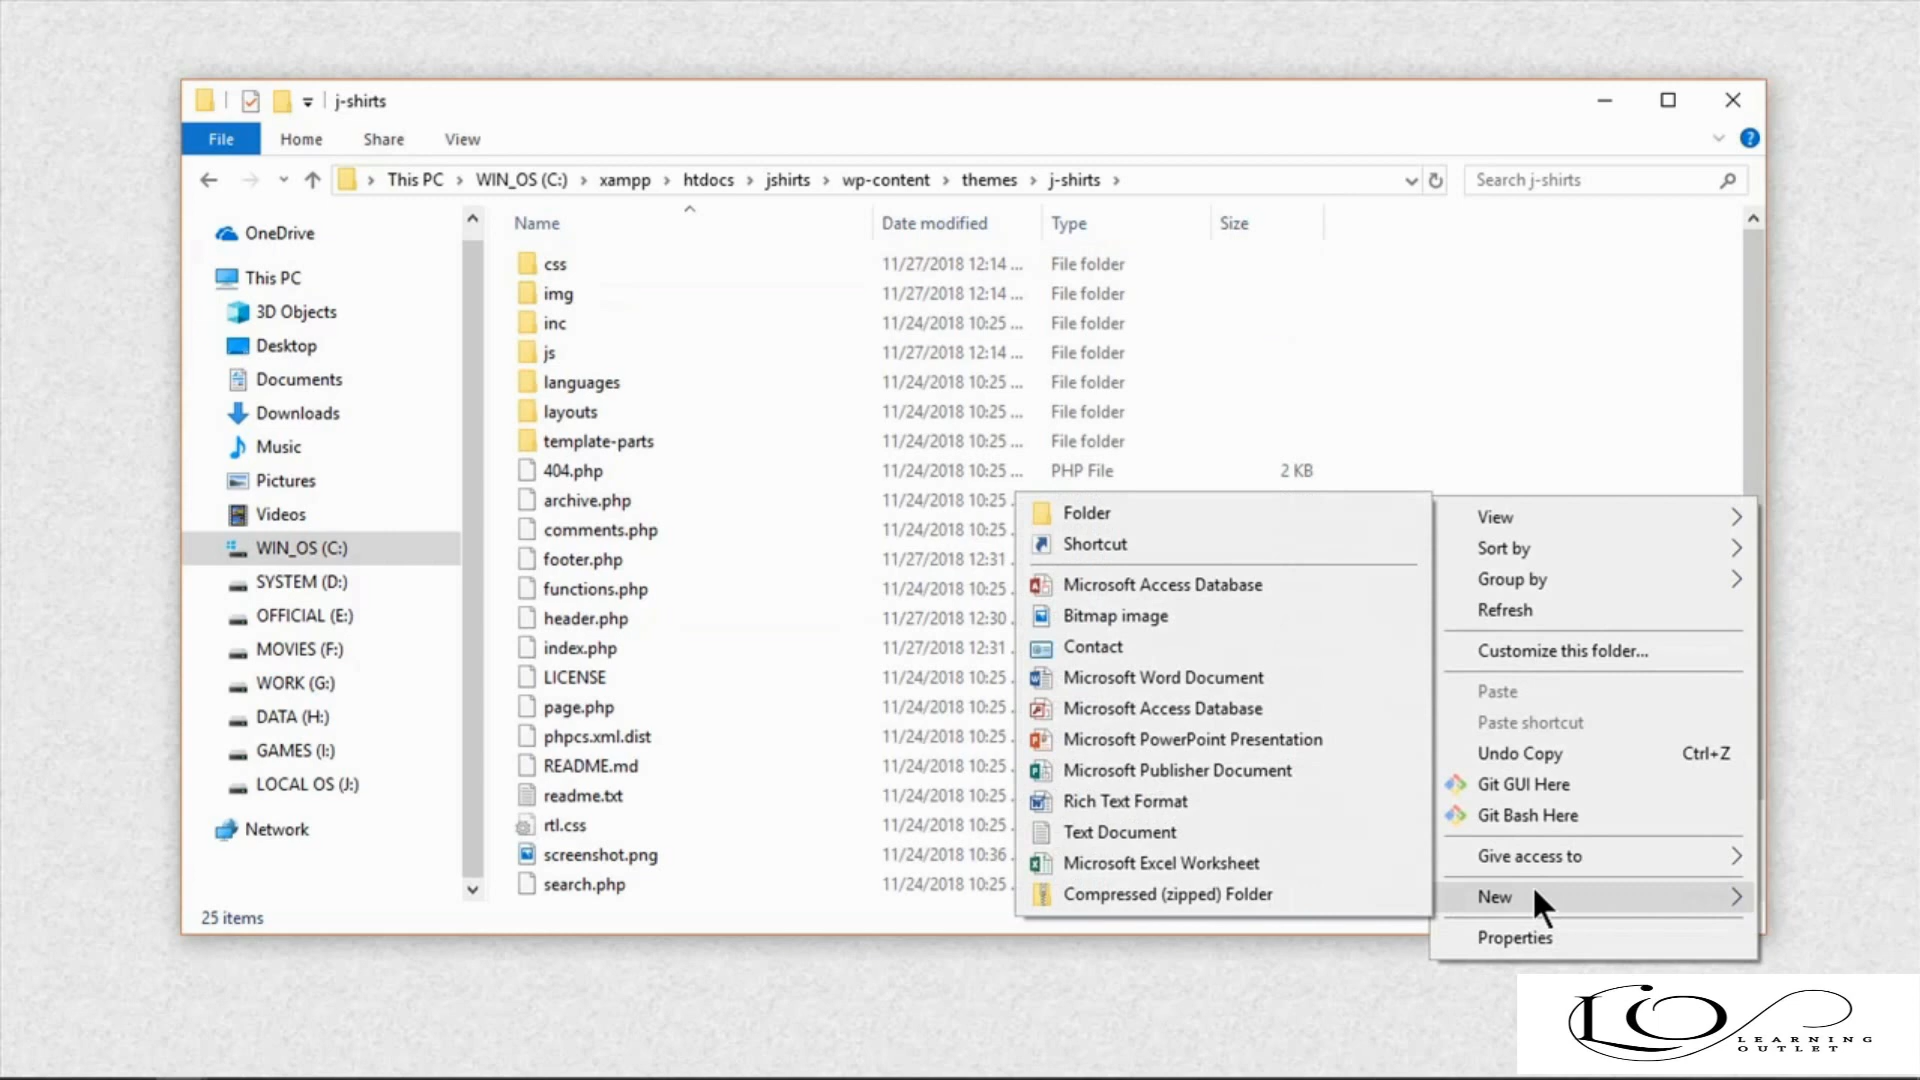 j-shirts
File Home Share View
This PC WIN_OS (C:) xampp htdocs jshirts wp-content themes j-shirts
Search j-shirts
OneDrive
This PC
3D Objects
Desktop
Documents
Downloads
Music
Pictures
Videos
WIN_OS (C:)
SYSTEM (D:)
OFFICIAL (E:)
MOVIES (F:)
WORK (G:)
DATA (H:)
GAMES (I:)
LOCAL OS (J:)
Network
Name Date modified Type Size
css 11/27/2018 12:14 ... File folder
img 11/27/2018 12:14 ... File folder
inc 11/24/2018 10:25 ... File folder
js 11/27/2018 12:14 ... File folder
languages 11/24/2018 10:25 ... File folder
layouts 11/24/2018 10:25 ... File folder
template-parts 11/24/2018 10:25 ... File folder
404.php 11/24/2018 10:25 ... PHP File 2 KB
archive.php 11/24/2018 10:25 .
comments.php 11/24/2018 10:25 .
footer.php 11/27/2018 12:31 .
functions.php 11/24/2018 10:25 .
header.php 11/27/2018 12:30 .
index.php 11/27/2018 12:31 .
LICENSE 11/24/2018 10:25 .
page.php 11/24/2018 10:25 .
phpcs.xml.dist 11/24/2018 10:25 .
README.md 11/24/2018 10:25 .
readme.txt 11/24/2018 10:25 .
rtl.css 11/24/2018 10:25 .
screenshot.png 11/24/2018 10:36 .
search.php 11/24/2018 10:25 .
Folder
Shortcut
Microsoft Access Database
Bitmap image
Contact
Microsoft Word Document
Microsoft Access Database
Microsoft PowerPoint Presentation
Microsoft Publisher Document
Rich Text Format
Text Document
Microsoft Excel Worksheet
Compressed (zipped) Folder
View
Sort by
Group by
Refresh
Customize this folder...
Paste
Paste shortcut
Undo Copy Ctrl+Z
Git GUI Here
Git Bash Here
Give access to
New
Properties
25 items
LO
LEARNING
OUTLET